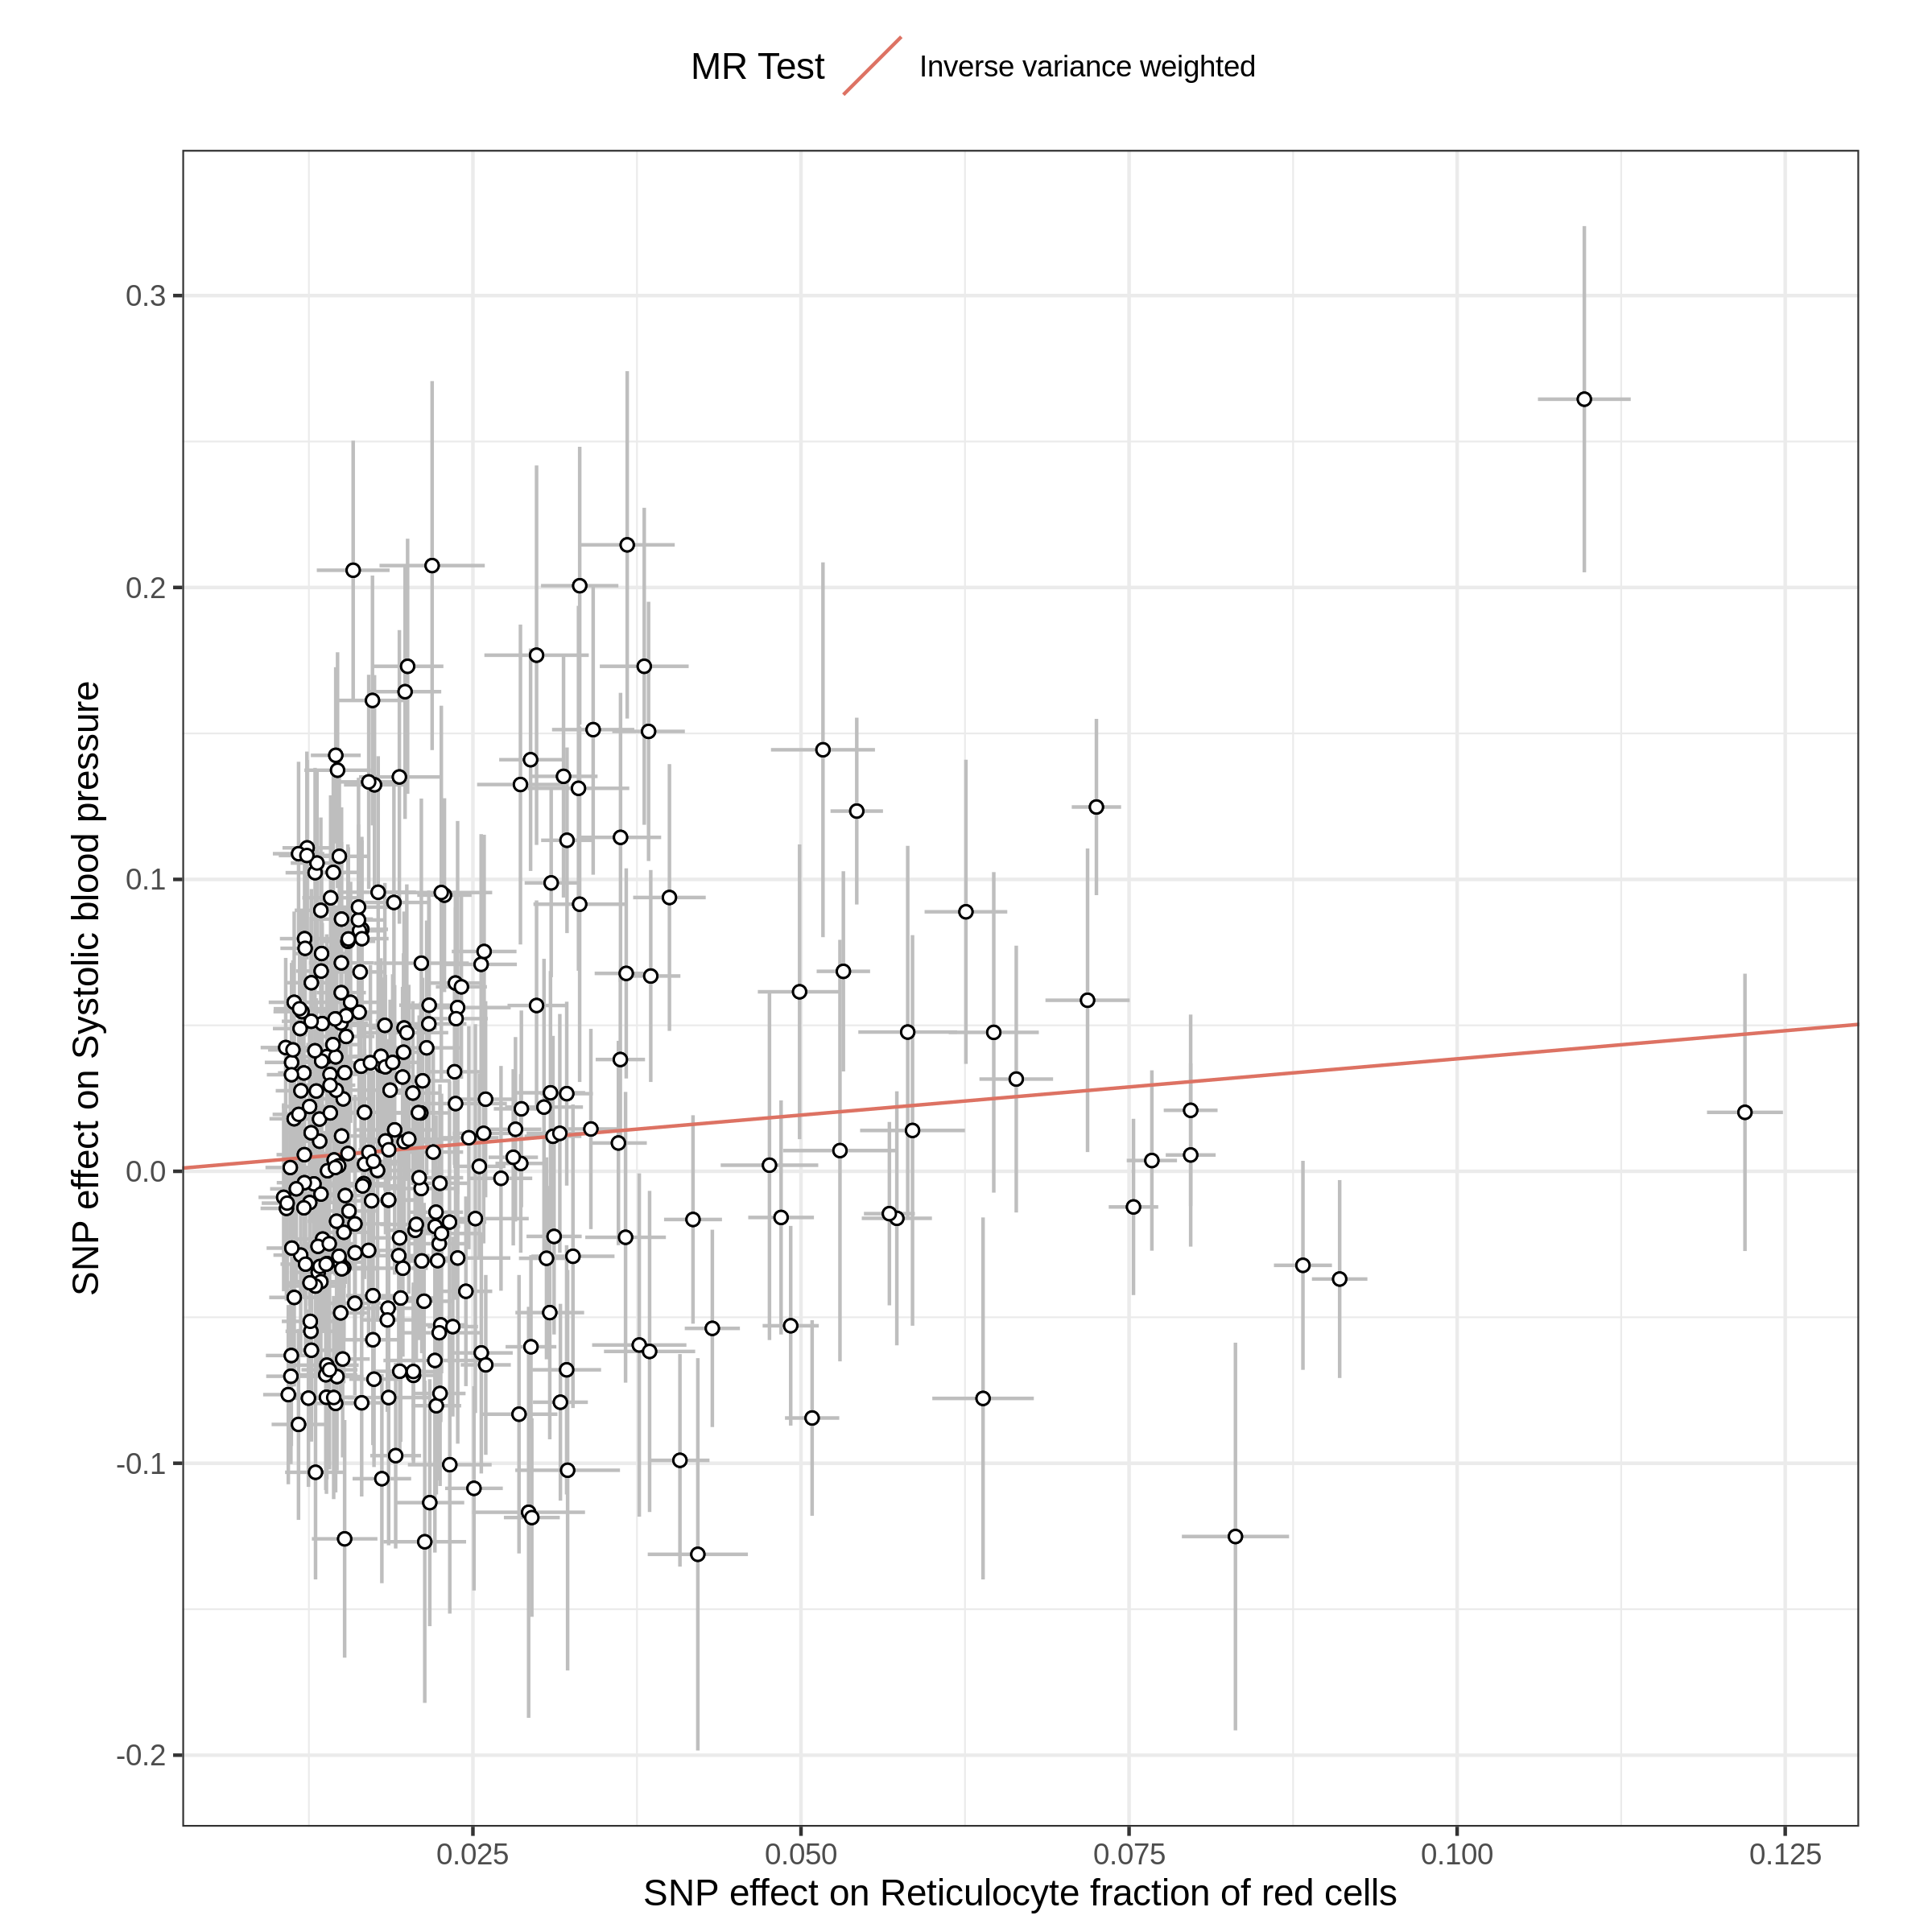 MR Test Inverse variance weighted
SNP effect on Systolic blood pressure
0.3
0.2
0.1
0.0
-0.1
-0.2
0.025 0.050 0.075 0.100 0.125
SNP effect on Reticulocyte fraction of red cells